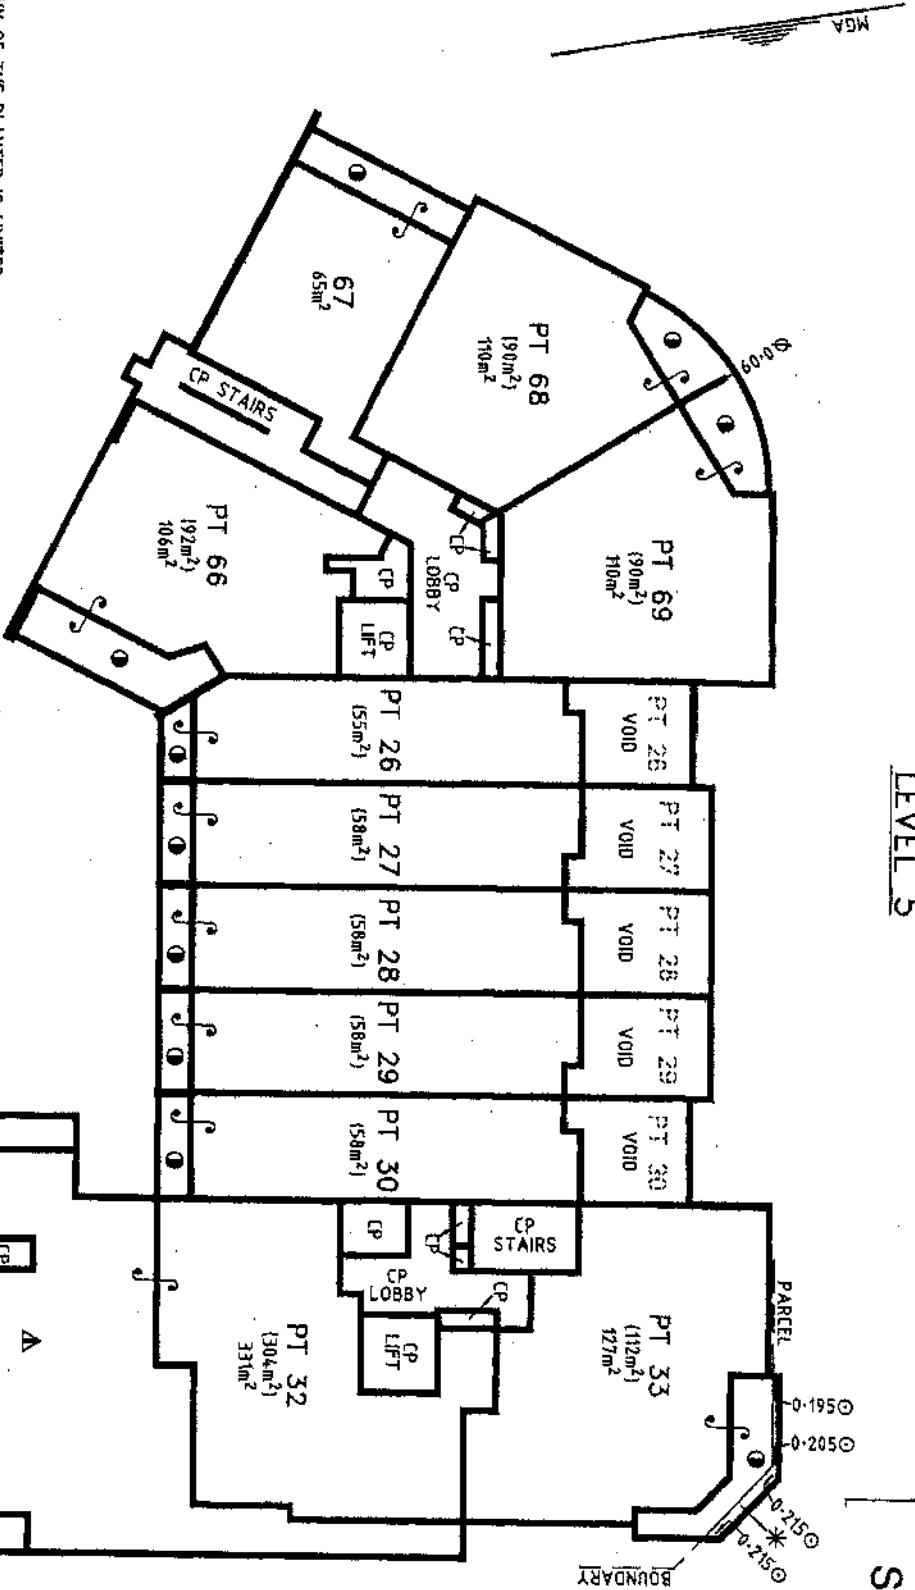 MGA
LEVEL 5
67
65m²
PT 68
(90m²)
110m²
Ø0·09
CP STAIRS
PT 66
(92m²)
106m²
CP
CP
LOBBY
CP
CP
CP
LIFT
PT 69
(90m²)
110m²
PT 26
(55m²)
PT 26
VOID
PT 27
(58m²)
PT 27
VOID
PT 28
(58m²)
PT 28
VOID
PT 29
(58m²)
PT 29
VOID
PT 30
(58m²)
PT 30
VOID
CP
CP
CP
STAIRS
CP
LOBBY
CP
CP
LIFT
PT 32
(304m²)
331m²
PT 33
(112m²)
127m²
PARCEL
0·195
0·205
0·215
0·215
BOUNDARY
CP
S